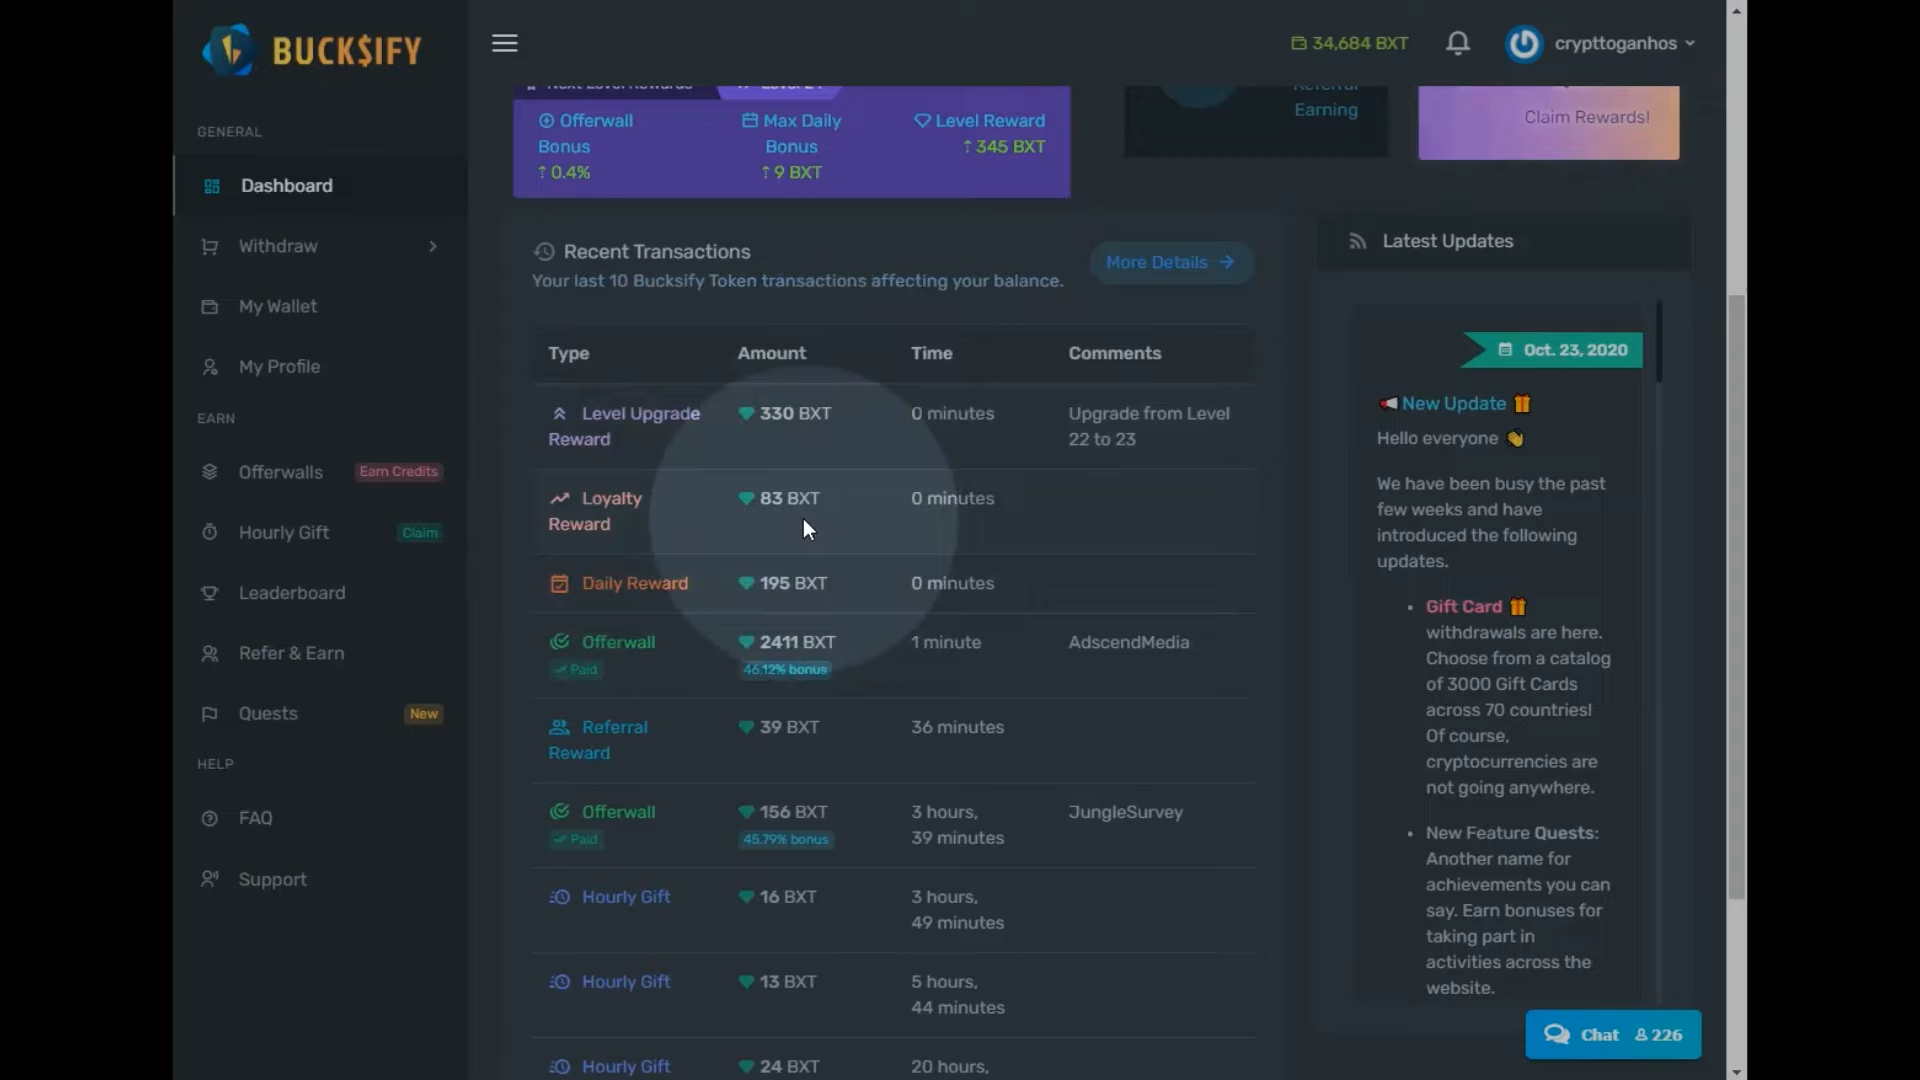 BUCK$IFY
34,684 BXT
crypttoganhos
GENERAL
Dashboard
Withdraw
My Wallet
My Profile
EARN
Offerwalls
Earn Credits
Hourly Gift
Claim
Leaderboard
Refer & Earn
Quests
New
HELP
FAQ
Support
Offerwall
Bonus
↑ 0.4%
Max Daily
Bonus
↑ 9 BXT
Level Reward
↑ 345 BXT
Earning
Claim Rewards!
Recent Transactions
Your last 10 Bucksify Token transactions affecting your balance.
More Details →
Type Amount Time Comments
Level Upgrade 330 BXT 0 minutes Upgrade from Level
Reward 22 to 23
Loyalty 83 BXT 0 minutes
Reward
Daily Reward 195 BXT 0 minutes
Offerwall 2411 BXT 1 minute AdscendMedia
Paid 46.12% bonus
Referral 39 BXT 36 minutes
Reward
Offerwall 156 BXT 3 hours, JungleSurvey
Paid 45.79% bonus 39 minutes
Hourly Gift 16 BXT 3 hours,
49 minutes
Hourly Gift 13 BXT 5 hours,
44 minutes
Hourly Gift 24 BXT 20 hours,
Latest Updates
Oct. 23, 2020
📢 New Update 🎁
Hello everyone 👋
We have been busy the past
few weeks and have
introduced the following
updates.
• Gift Card 🎁
withdrawals are here.
Choose from a catalog
of 3000 Gift Cards
across 70 countries!
Of course,
cryptocurrencies are
not going anywhere.
• New Feature Quests:
Another name for
achievements you can
say. Earn bonuses for
taking part in
activities across the
website.
Chat 226